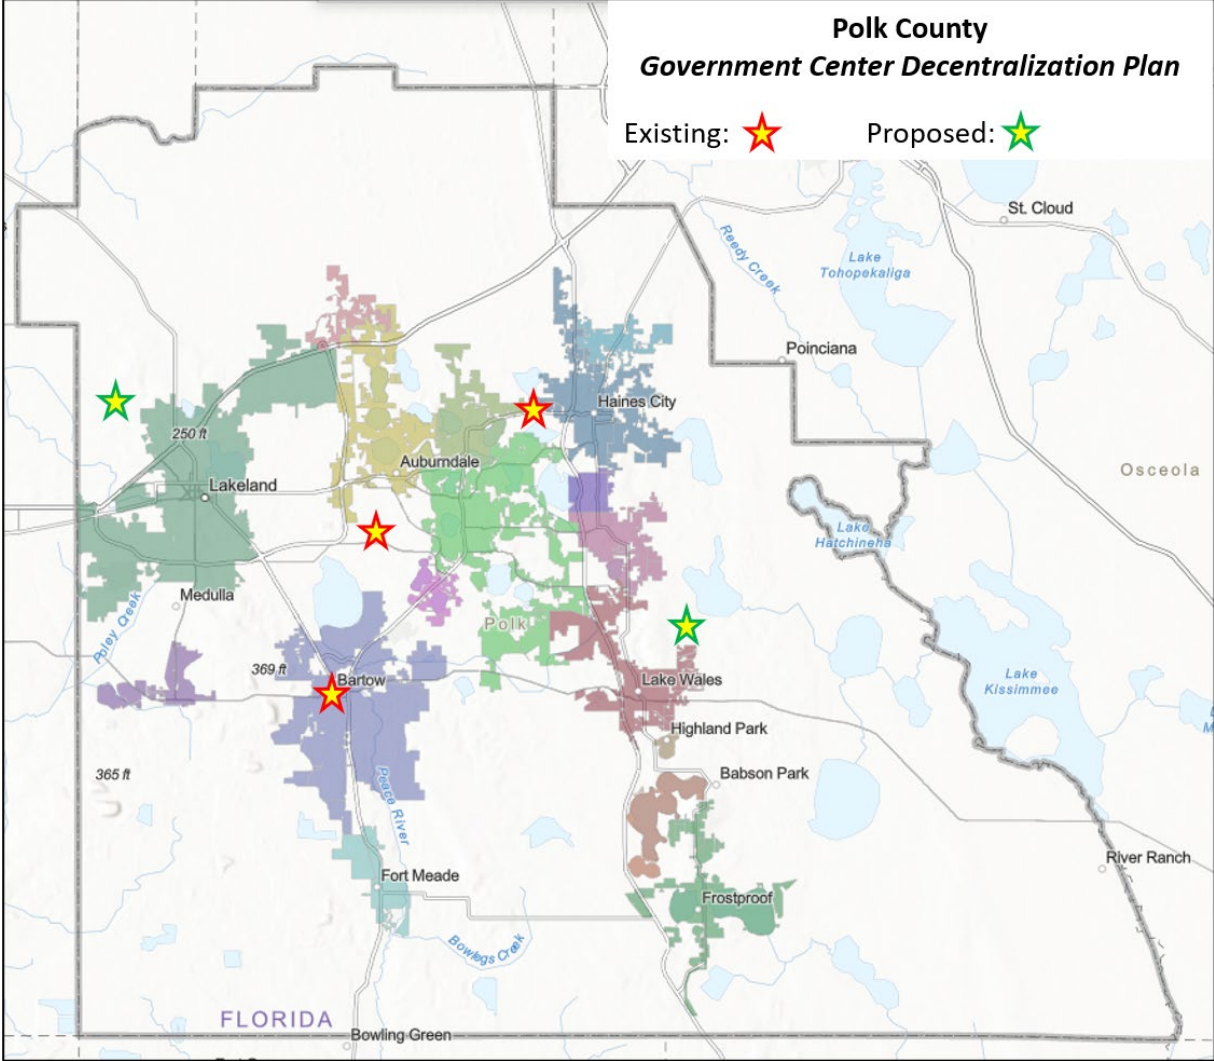 Polk County
Government Center Decentralization Plan
Existing:
Proposed:
St. Cloud
Reedy Creek
Lake
Tohopekaliga
Poinciana
Haines City
250 ft
Auburndale
Osceola
Lakeland
Lake
Hatchineha
Medulla
Poley Creek
Polk
369 ft
Bartow
Lake Wales
Lake
Kissimmee
Highland Park
365 ft
Babson Park
Peace River
River Ranch
Fort Meade
Frostproof
Bowlegs Creek
FLORIDA
Bowling Green